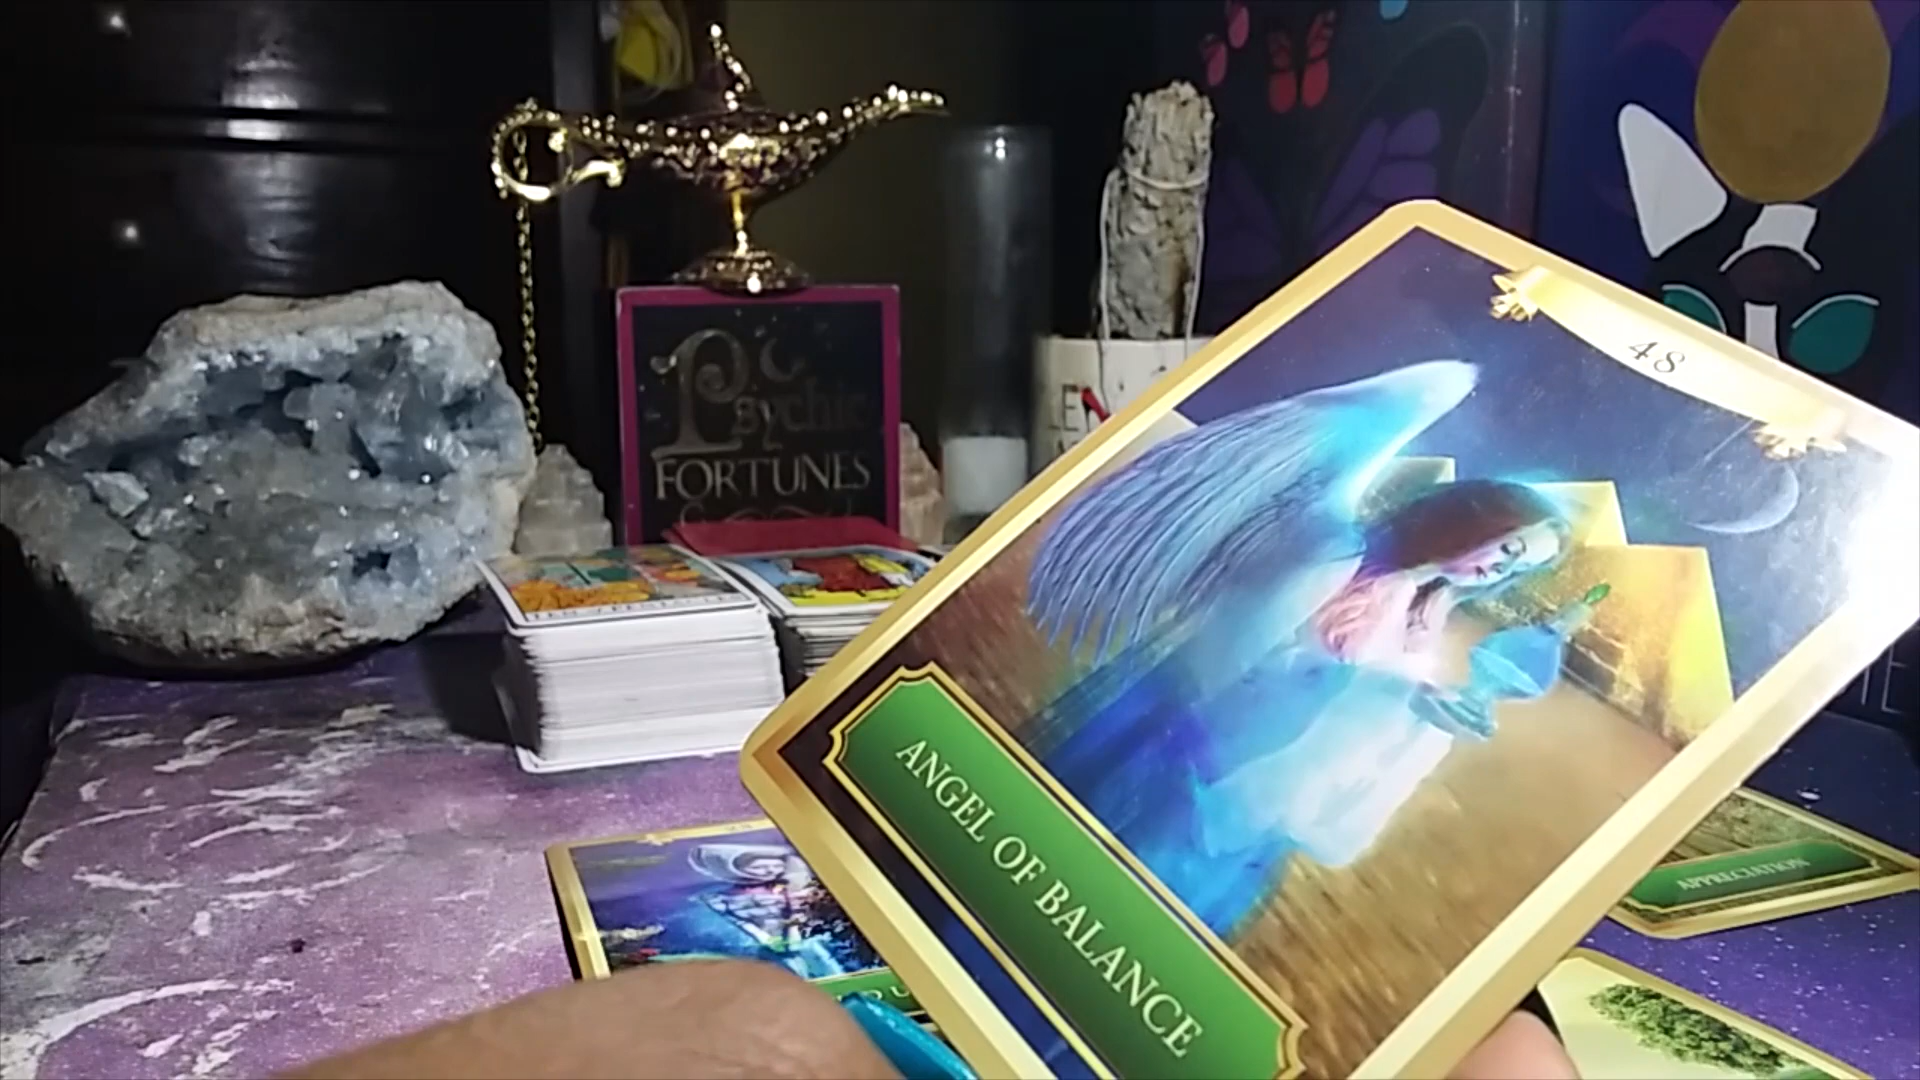 Psychic
FORTUNES
48
ANGEL OF BALANCE
APPRECIATION